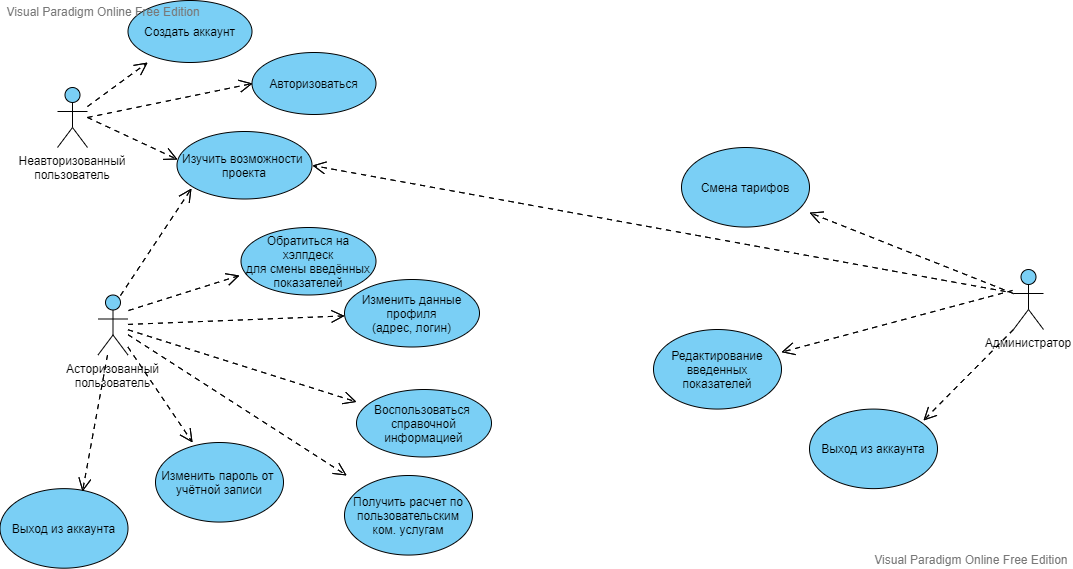 Visual Paradigm Online Free Edition
Создать аккаунт
Авторизоваться
Неавторизованный
пользователь
Изучить возможности
проекта
Смена тарифов
Обратиться на
хэлпдеск
для смены введённых
показателей
Изменить данные
профиля
(адрес, логин)
Администратор
Асторизованный
пользователь
Редактирование
введенных
показателей
Воспользоваться
справочной
информацией
Выход из аккаунта
Изменить пароль от
учётной записи
Получить расчет по
пользовательским
ком. услугам
Выход из аккаунта
Visual Paradigm Online Free Edition